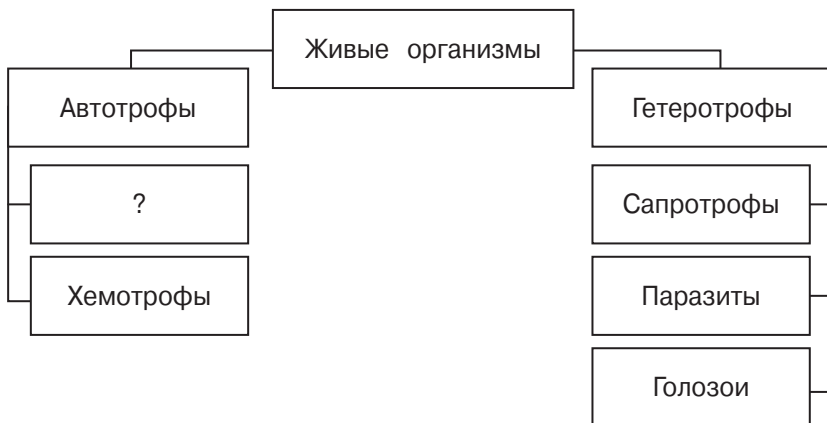 Живые организмы
Автотрофы
Гетеротрофы
?
Сапротрофы
Хемотрофы
Паразиты
Голозои